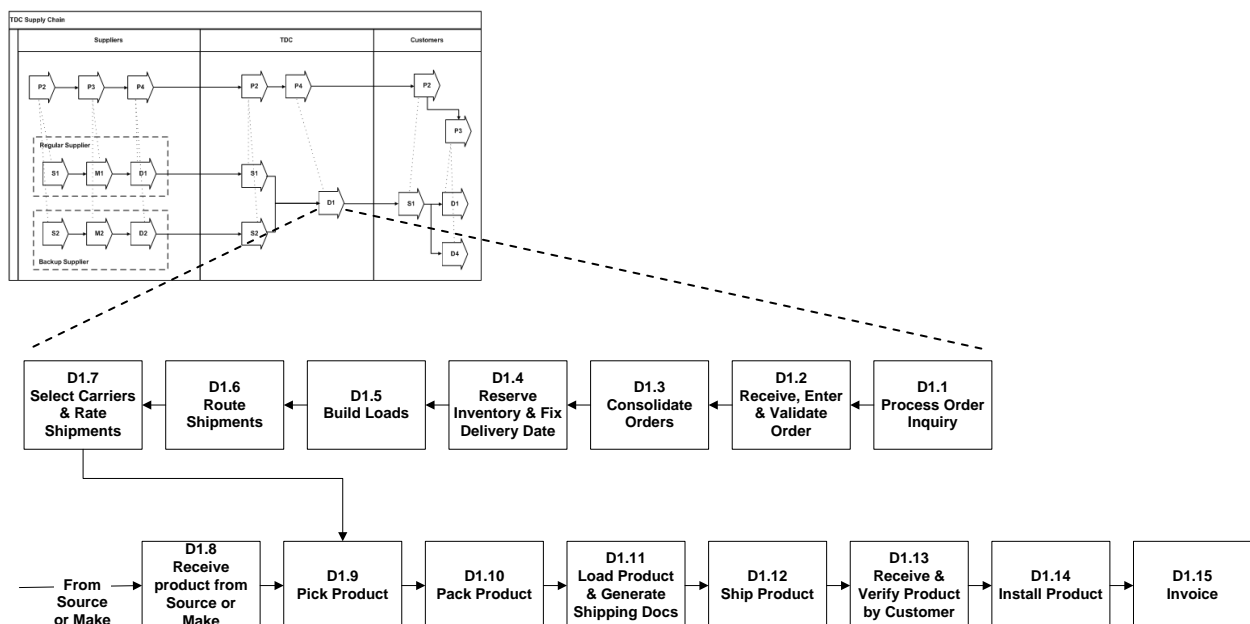 TDC Supply Chain
Suppliers
TDC
Customers
P2
P3
P4
P2
P4
P2
P3
Regular Supplier
S1
M1
D1
S1
D1
S1
D1
S2
M2
D2
S2
D4
Backup Supplier
D1.7
Select Carriers
& Rate
Shipments
D1.6
Route
Shipments
D1.5
Build Loads
D1.4
Reserve
Inventory & Fix
Delivery Date
D1.3
Consolidate
Orders
D1.2
Receive, Enter
& Validate
Order
D1.1
Process Order
Inquiry
From
Source
or Make
D1.8
Receive
product from
Source or
Make
D1.9
Pick Product
D1.10
Pack Product
D1.11
Load Product
& Generate
Shipping Docs
D1.12
Ship Product
D1.13
Receive &
Verify Product
by Customer
D1.14
Install Product
D1.15
Invoice